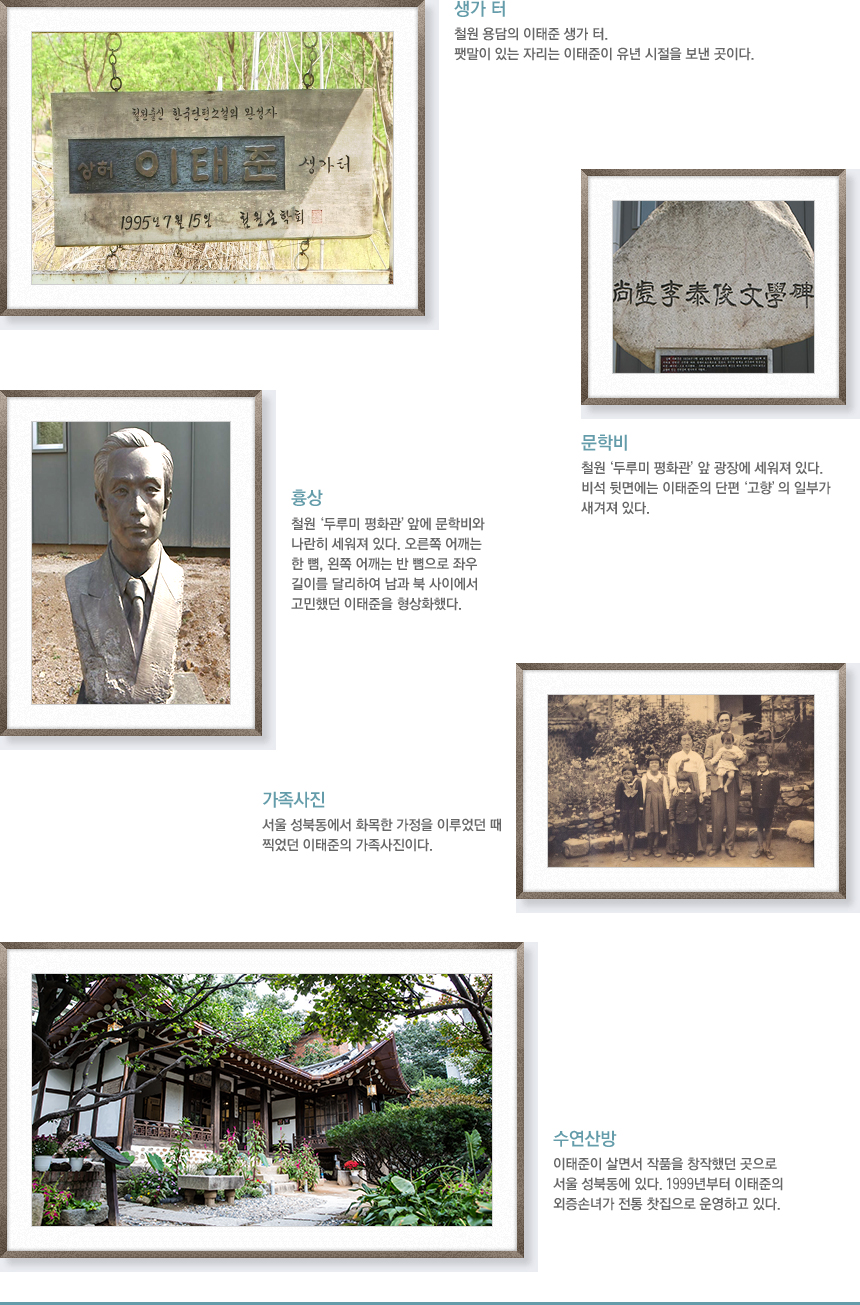 생가 터
철원 용담의 이태준 생가 터.
팻말이 있는 자리는 이태준이 유년 시절을 보낸 곳이다.
철원출신 한국단편소설의 완성자
상허 이태준 생가터
1995년 7월 15일 철원문학회
尙虛李泰俊文學碑
문학비
철원 ‘두루미 평화관’ 앞 광장에 세워져 있다.
비석 뒷면에는 이태준의 단편 ‘고향’ 의 일부가
새겨져 있다.
흉상
철원 ‘두루미 평화관’ 앞에 문학비와
나란히 세워져 있다. 오른쪽 어깨는
한 뼘, 왼쪽 어깨는 반 뼘으로 좌우
길이를 달리하여 남과 북 사이에서
고민했던 이태준을 형상화했다.
가족사진
서울 성북동에서 화목한 가정을 이루었던 때
찍었던 이태준의 가족사진이다.
수연산방
이태준이 살면서 작품을 창작했던 곳으로
서울 성북동에 있다. 1999년부터 이태준의
외증손녀가 전통 찻집으로 운영하고 있다.